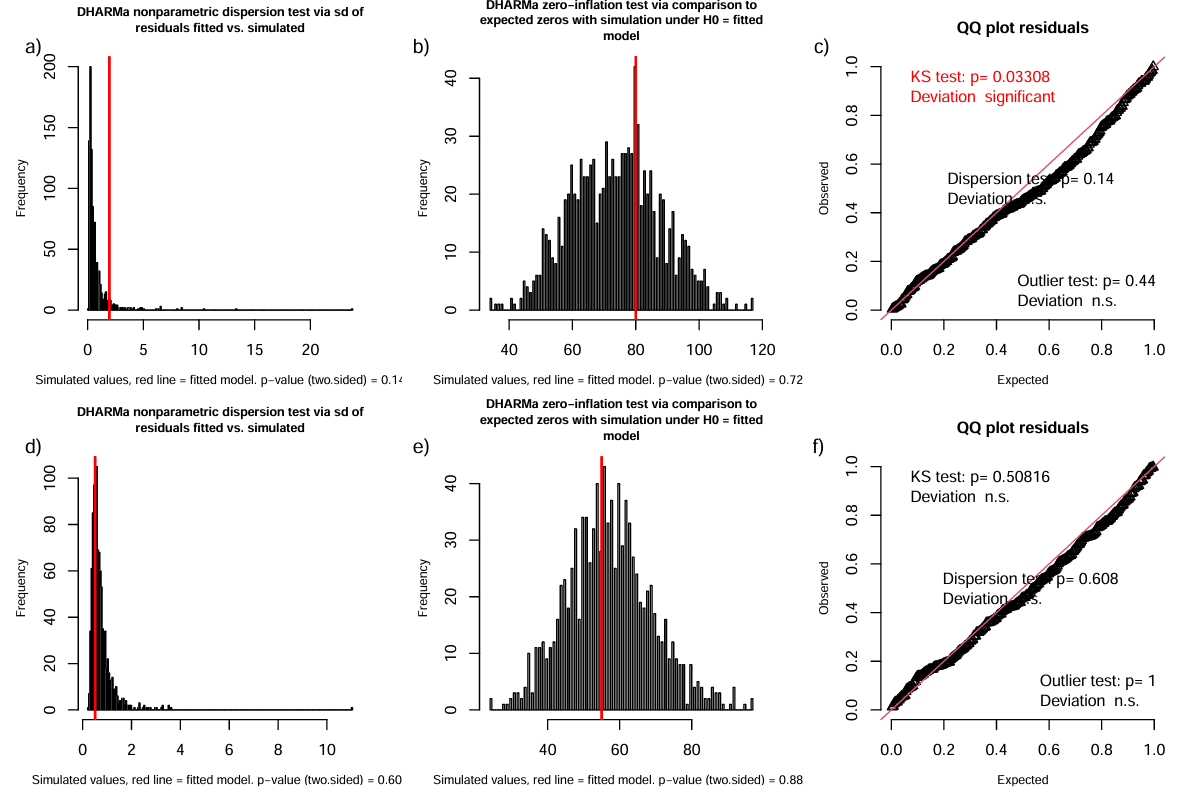 DHARMa nonparametric dispersion test via sd of
residuals fitted vs. simulated
a)
Frequency
0 50 100 150 200
0 5 10 15 20
Simulated values, red line = fitted model. p−value (two.sided) = 0.14
DHARMa zero−inflation test via comparison to
expected zeros with simulation under H0 = fitted
model
b)
Frequency
0 10 20 30 40
40 60 80 100 120
Simulated values, red line = fitted model. p−value (two.sided) = 0.72
QQ plot residuals
c)
KS test: p= 0.03308
Deviation significant
Dispersion test: p= 0.14
Deviation n.s.
Outlier test: p= 0.44
Deviation n.s.
Observed
0.0 0.2 0.4 0.6 0.8 1.0
0.0 0.2 0.4 0.6 0.8 1.0
Expected
DHARMa nonparametric dispersion test via sd of
residuals fitted vs. simulated
d)
Frequency
0 20 40 60 80 100
0 2 4 6 8 10
Simulated values, red line = fitted model. p−value (two.sided) = 0.60
DHARMa zero−inflation test via comparison to
expected zeros with simulation under H0 = fitted
model
e)
Frequency
0 10 20 30 40
40 60 80
Simulated values, red line = fitted model. p−value (two.sided) = 0.88
QQ plot residuals
f)
KS test: p= 0.50816
Deviation n.s.
Dispersion test: p= 0.608
Deviation n.s.
Outlier test: p= 1
Deviation n.s.
Observed
0.0 0.2 0.4 0.6 0.8 1.0
0.0 0.2 0.4 0.6 0.8 1.0
Expected